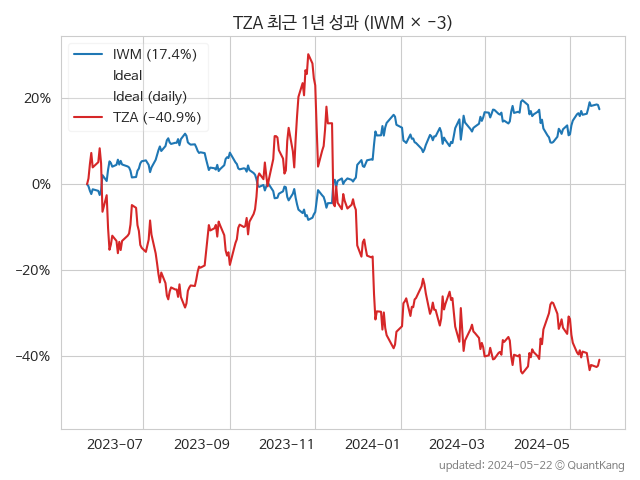 TZA 최근 1년 성과 (IWM × −3)
IWM (17.4%)
Ideal
Ideal (daily)
TZA (−40.9%)
20%
0%
−20%
−40%
2023−07 2023−09 2023−11 2024−01 2024−03 2024−05
updated: 2024−05−22 © QuantKang